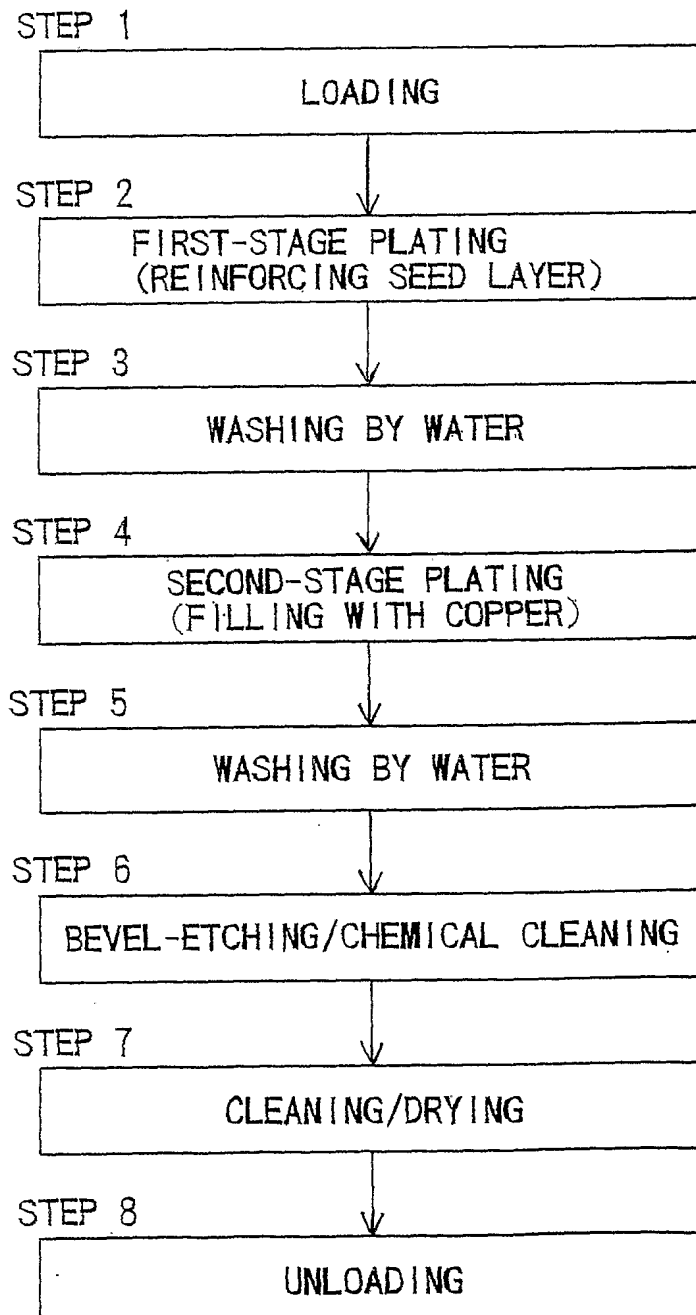 STEP 1
LOADING
STEP 2
FIRST-STAGE PLATING
(REINFORCING SEED LAYER)
STEP 3
WASHING BY WATER
STEP 4
SECOND-STAGE PLATING
(FILLING WITH COPPER)
STEP 5
WASHING BY WATER
STEP 6
BEVEL-ETCHING/CHEMICAL CLEANING
STEP 7
CLEANING/DRYING
STEP 8
UNLOADING